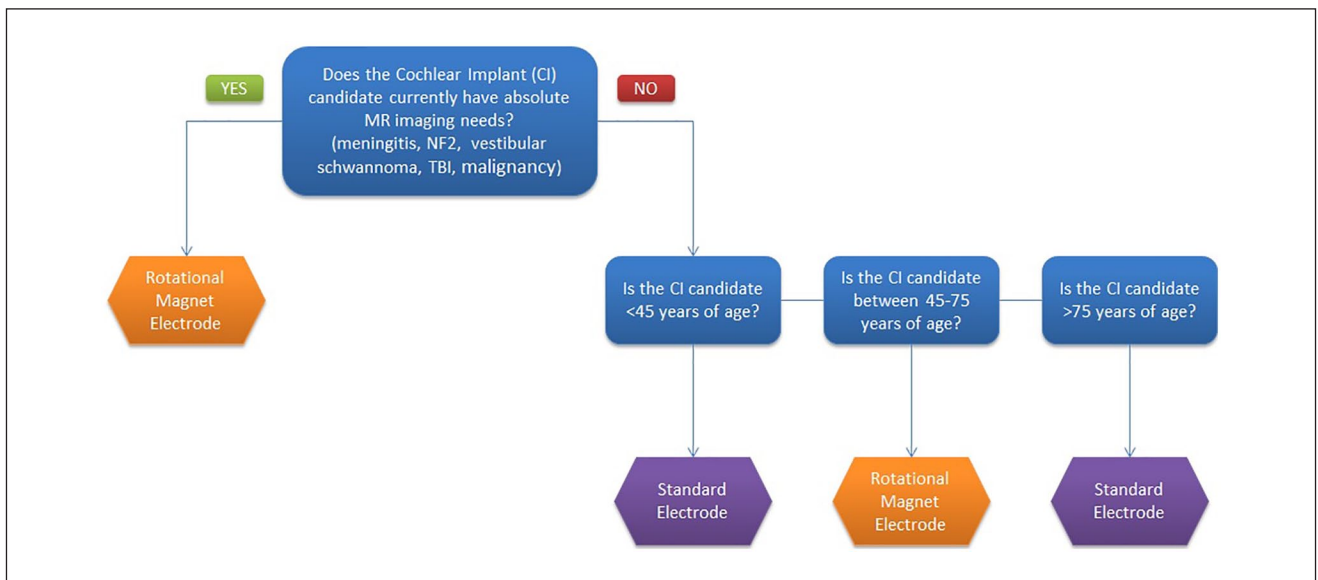 YES
Does the Cochlear Implant (CI)
candidate currently have absolute
MR imaging needs?
(meningitis, NF2, vestibular
schwannoma, TBI, malignancy)
NO
Rotational
Magnet
Electrode
Is the CI candidate
<45 years of age?
Is the CI candidate
between 45-75
years of age?
Is the CI candidate
>75 years of age?
Standard
Electrode
Rotational
Magnet
Electrode
Standard
Electrode